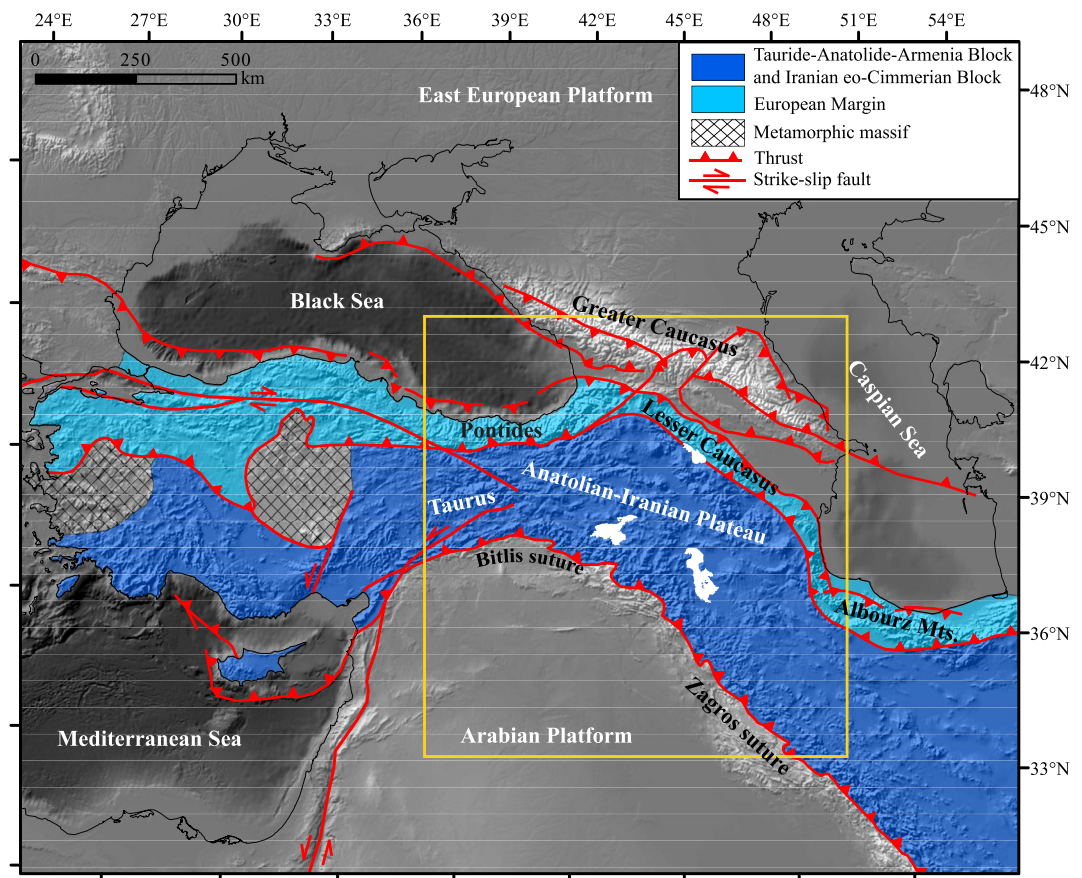 24°E 27°E 30°E 33°E 36°E 39°E 42°E 45°E 48°E 51°E 54°E
0 250 500
km
Tauride-Anatolide-Armenia Block
and Iranian eo-Cimmerian Block
European Margin
Metamorphic massif
Thrust
Strike-slip fault
East European Platform
48°N
45°N
Black Sea
Greater Caucasus
42°N
Caspian Sea
Pontides
Lesser Caucasus
Anatolian-Iranian Plateau
39°N
Taurus
Bitlis suture
Albourz Mts.
36°N
Zagros suture
Mediterranean Sea
Arabian Platform
33°N